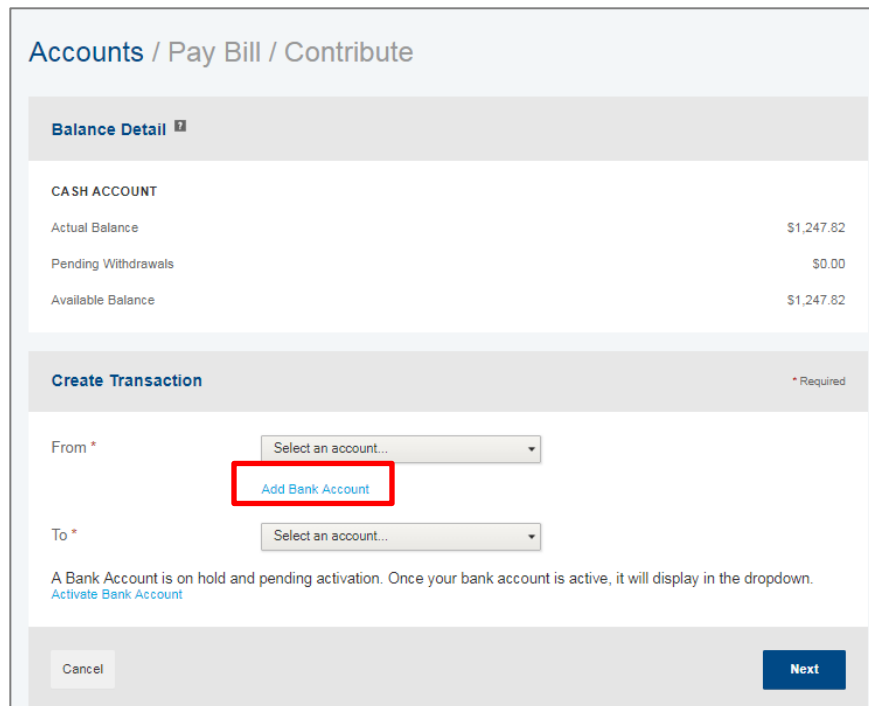 Accounts / Pay Bill / Contribute
Balance Detail ?
CASH ACCOUNT
Actual Balance $1,247.82
Pending Withdrawals $0.00
Available Balance $1,247.82
Create Transaction * Required
From * Select an account...
Add Bank Account
To * Select an account...
A Bank Account is on hold and pending activation. Once your bank account is active, it will display in the dropdown.
Activate Bank Account
Cancel Next